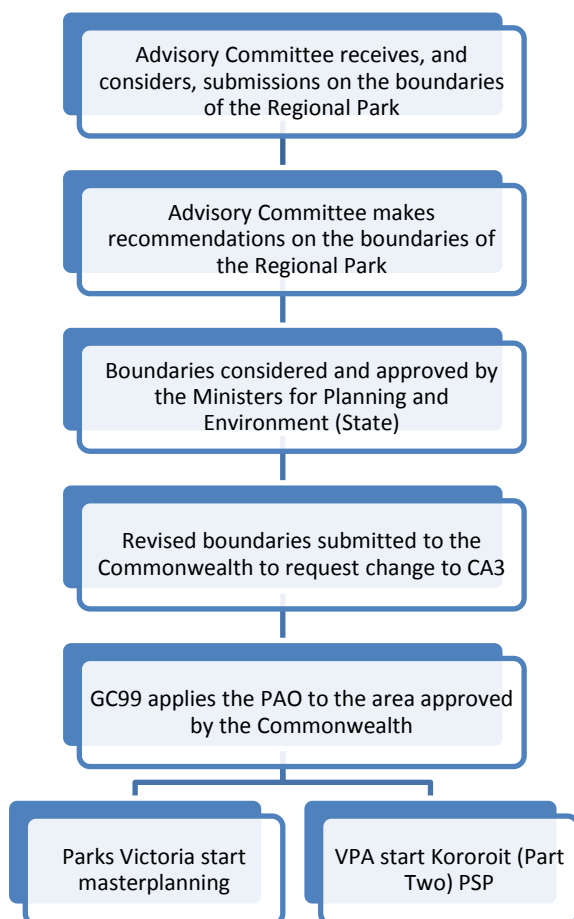 Advisory Committee receives, and
considers, submissions on the boundaries
of the Regional Park
Advisory Committee makes
recommendations on the boundaries of
the Regional Park
Boundaries considered and approved by
the Ministers for Planning and
Environment (State)
Revised boundaries submitted to the
Commonwealth to request change to CA3
GC99 applies the PAO to the area approved
by the Commonwealth
Parks Victoria start
masterplanning
VPA start Kororoit (Part
Two) PSP